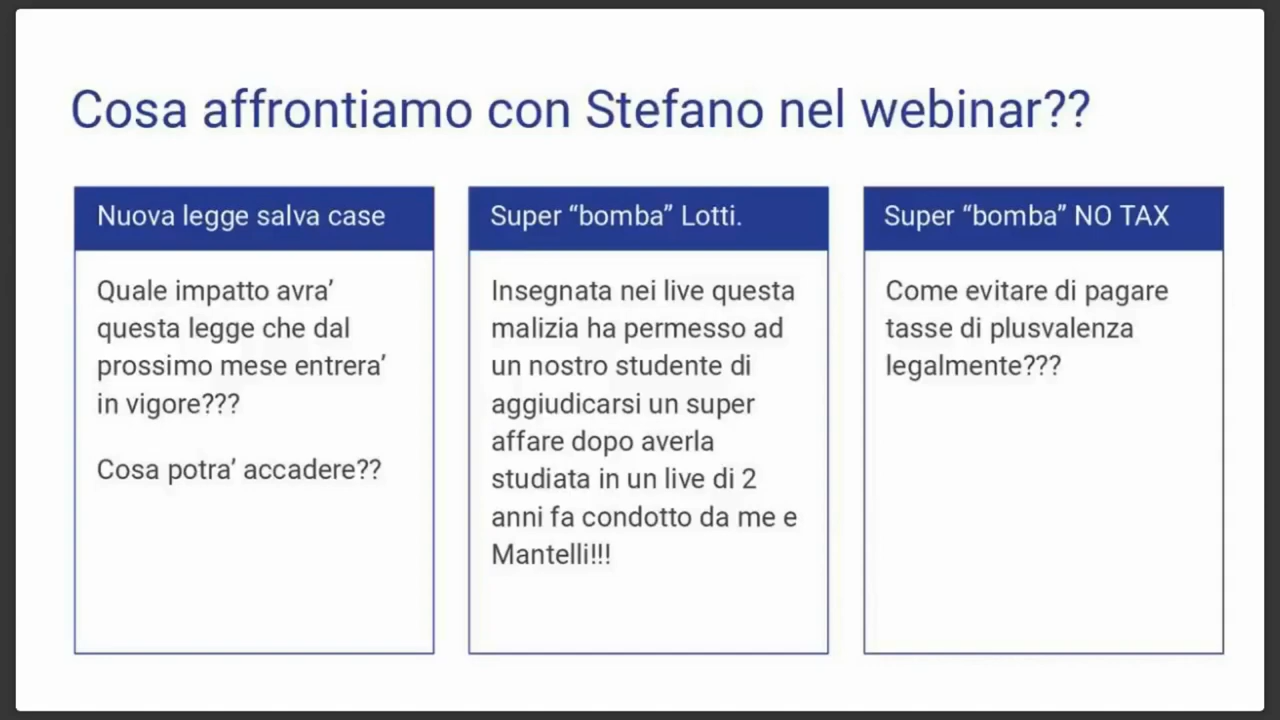 Cosa affrontiamo con Stefano nel webinar??
Nuova legge salva case
Quale impatto avra’
questa legge che dal
prossimo mese entrera’
in vigore???
Cosa potra’ accadere??
Super “bomba” Lotti.
Insegnata nei live questa
malizia ha permesso ad
un nostro studente di
aggiudicarsi un super
affare dopo averla
studiata in un live di 2
anni fa condotto da me e
Mantelli!!!
Super “bomba” NO TAX
Come evitare di pagare
tasse di plusvalenza
legalmente???